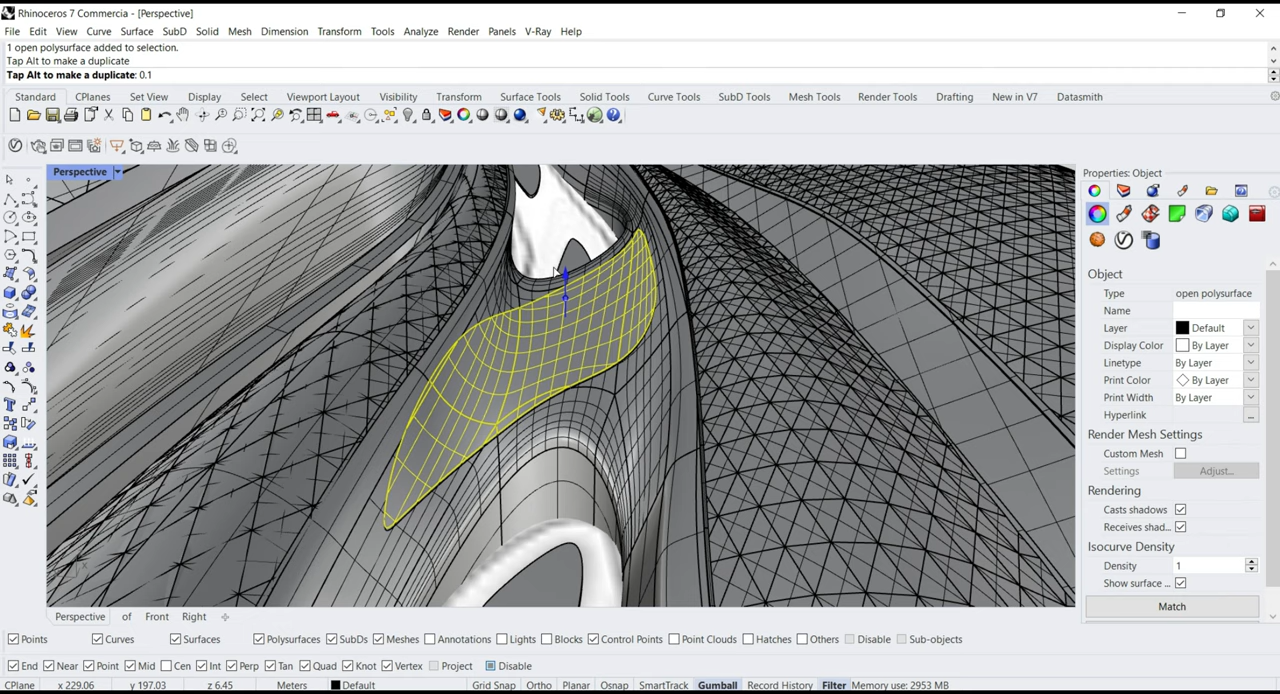 Rhinoceros 7 Commercia - [Perspective]
File Edit View Curve Surface SubD Solid Mesh Dimension Transform Tools Analyze Render Panels V-Ray Help
1 open polysurface added to selection.
Tap Alt to make a duplicate
Tap Alt to make a duplicate: 0.1
Standard CPlanes Set View Display Select Viewport Layout Visibility Transform Surface Tools Solid Tools Curve Tools SubD Tools Mesh Tools Render Tools Drafting New in V7 Datasmith
Perspective
Properties: Object
Object
Type open polysurface
Name
Layer Default
Display Color By Layer
Linetype By Layer
Print Color By Layer
Print Width By Layer
Hyperlink ...
Render Mesh Settings
Custom Mesh
Settings Adjust...
Rendering
Casts shadows
Receives shad...
Isocurve Density
Density 1
Show surface ...
Match
Perspective of Front Right
Points Curves Surfaces Polysurfaces SubDs Meshes Annotations Lights Blocks Control Points Point Clouds Hatches Others Disable Sub-objects
End Near Point Mid Cen Int Perp Tan Quad Knot Vertex Project Disable
CPlane x 229.06 y 197.03 z 6.45 Meters Default Grid Snap Ortho Planar Osnap SmartTrack Gumball Record History Filter Memory use: 2953 MB